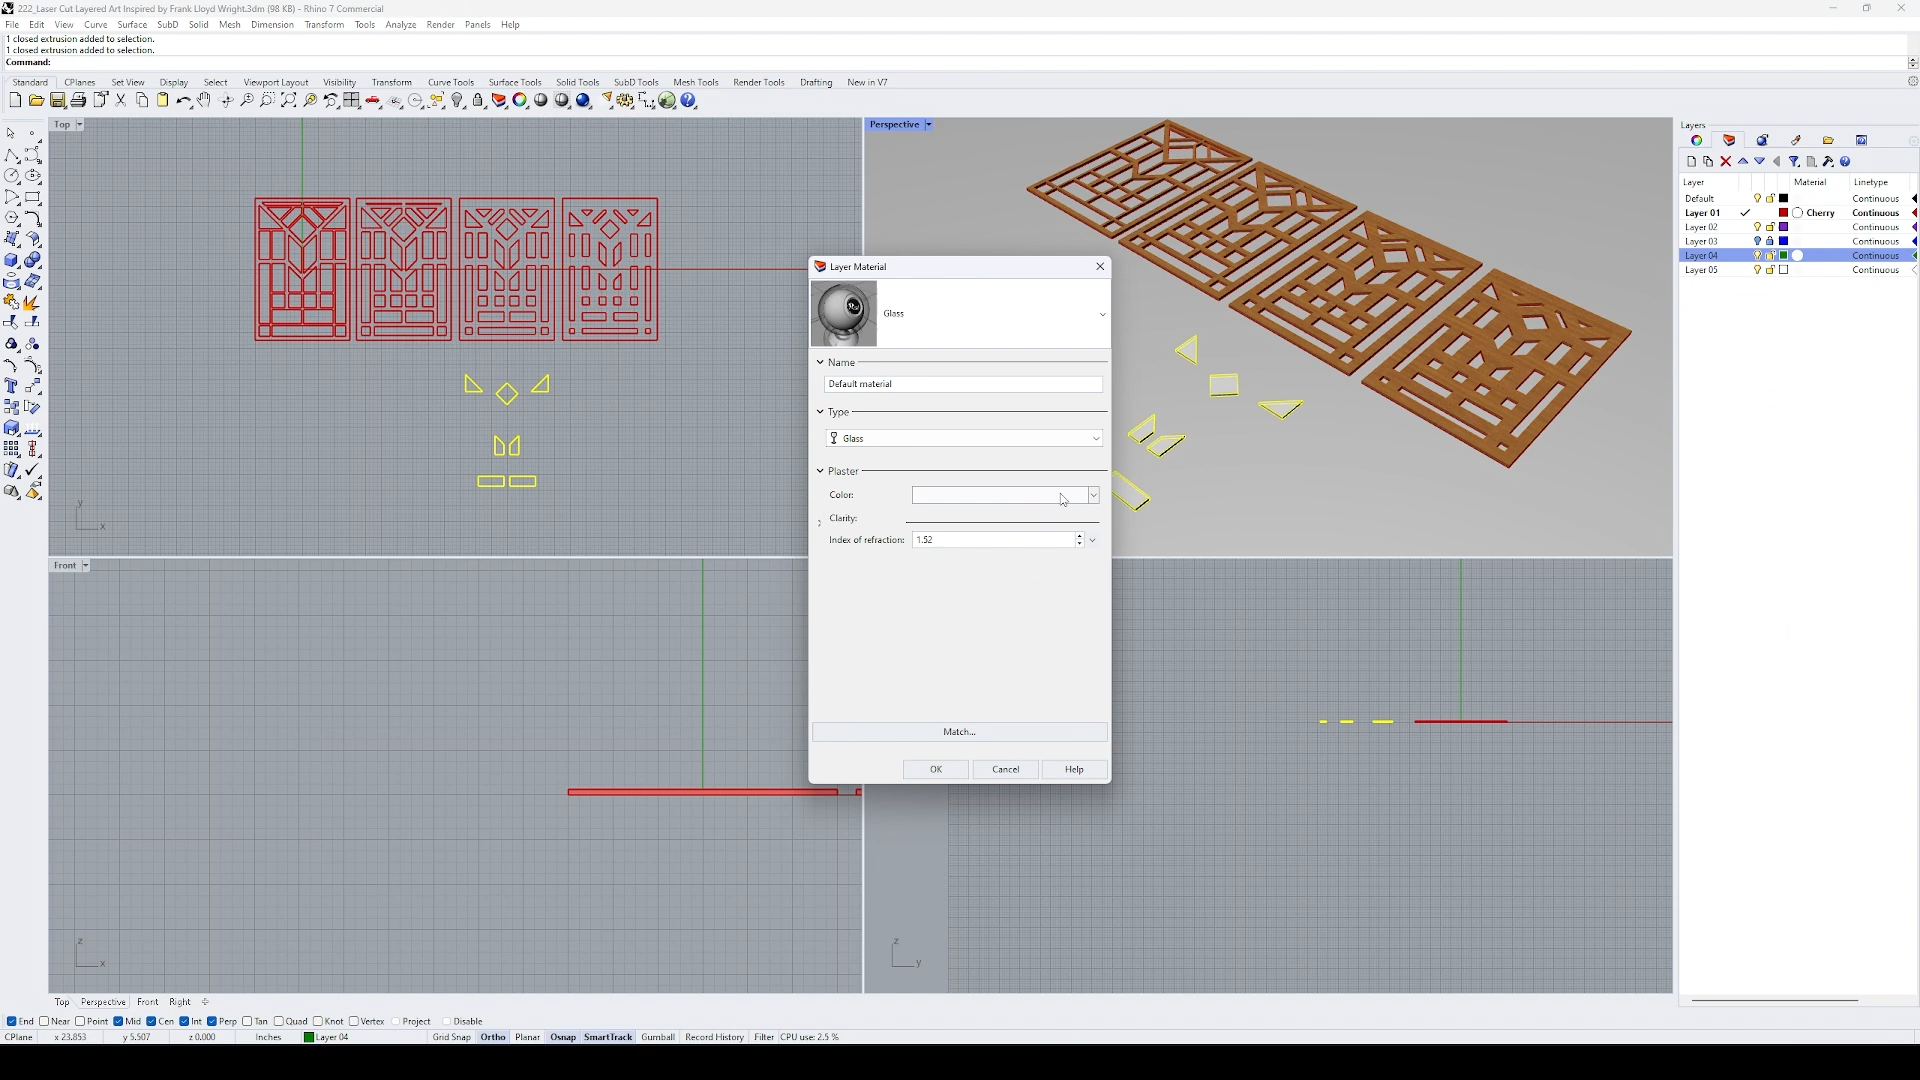 222_Laser Cut Layered Art Inspired by Frank Lloyd Wright.3dm (98 KB) - Rhino 7 Commercial
File Edit View Curve Surface SubD Solid Mesh Dimension Transform Tools Analyze Render Panels Help
1 closed extrusion added to selection.
1 closed extrusion added to selection.
Command:
Standard CPlanes Set View Display Select Viewport Layout Visibility Transform Curve Tools Surface Tools Solid Tools SubD Tools Mesh Tools Render Tools Drafting New in V7
Top
Perspective
Layers
Layer Material Linetype
Default Continuous
Layer 01 Cherry Continuous
Layer 02 Continuous
Layer 03 Continuous
Layer 04 Continuous
Layer 05 Continuous
Layer Material
Glass
Name
Default material
Type
Glass
Plaster
Color:
Clarity:
Index of refraction: 1.52
Match...
OK Cancel Help
y
x
Front
z
x
z
y
Top Perspective Front Right
End Near Point Mid Cen Int Perp Tan Quad Knot Vertex Project Disable
CPlane x 23.853 y 5.507 z 0.000 Inches Layer 04 Grid Snap Ortho Planar Osnap SmartTrack Gumball Record History Filter CPU use: 2.5 %